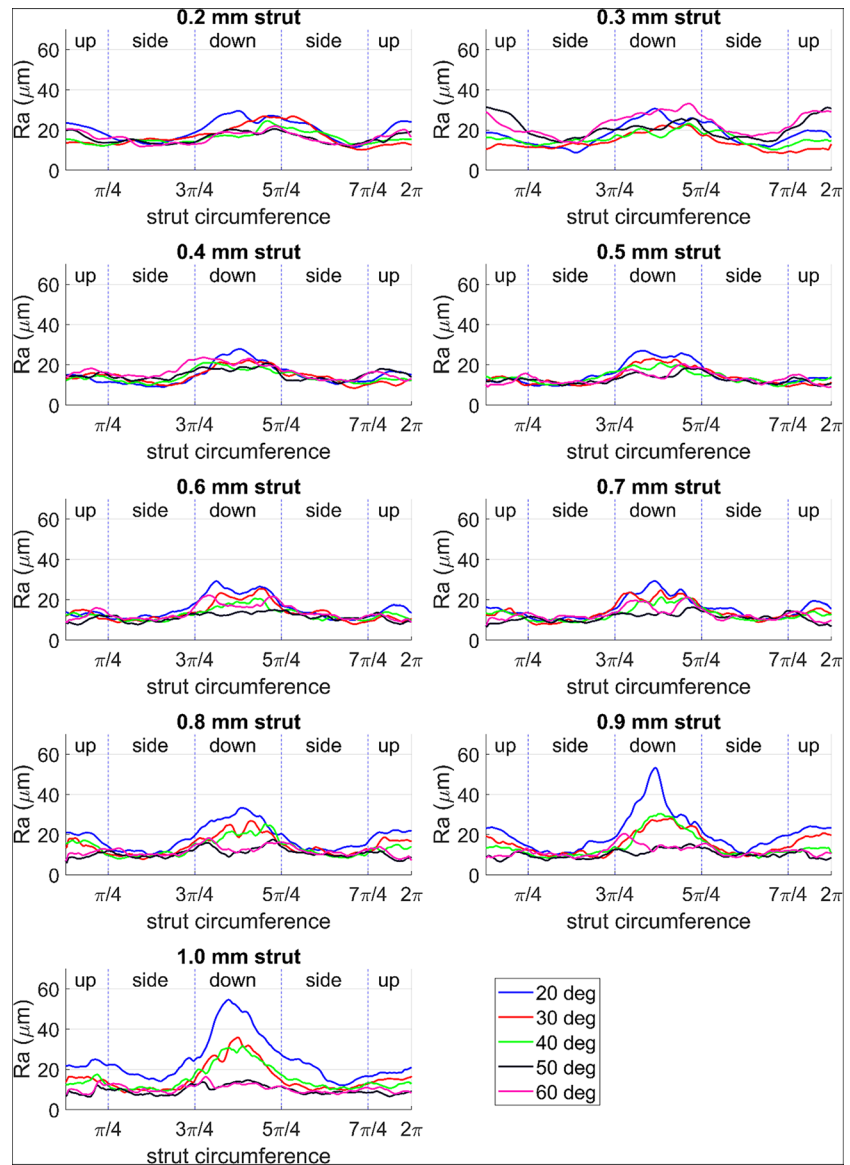 0.2 mm strut
up side down side up
Ra (μm)
60
40
20
0
π/4 3π/4 5π/4 7π/4 2π
strut circumference
0.3 mm strut
up side down side up
Ra (μm)
60
40
20
0
π/4 3π/4 5π/4 7π/4 2π
strut circumference
0.4 mm strut
up side down side up
Ra (μm)
60
40
20
0
π/4 3π/4 5π/4 7π/4 2π
strut circumference
0.5 mm strut
up side down side up
Ra (μm)
60
40
20
0
π/4 3π/4 5π/4 7π/4 2π
strut circumference
0.6 mm strut
up side down side up
Ra (μm)
60
40
20
0
π/4 3π/4 5π/4 7π/4 2π
strut circumference
0.7 mm strut
up side down side up
Ra (μm)
60
40
20
0
π/4 3π/4 5π/4 7π/4 2π
strut circumference
0.8 mm strut
up side down side up
Ra (μm)
60
40
20
0
π/4 3π/4 5π/4 7π/4 2π
strut circumference
0.9 mm strut
up side down side up
Ra (μm)
60
40
20
0
π/4 3π/4 5π/4 7π/4 2π
strut circumference
1.0 mm strut
up side down side up
Ra (μm)
60
40
20
0
π/4 3π/4 5π/4 7π/4 2π
strut circumference
20 deg
30 deg
40 deg
50 deg
60 deg